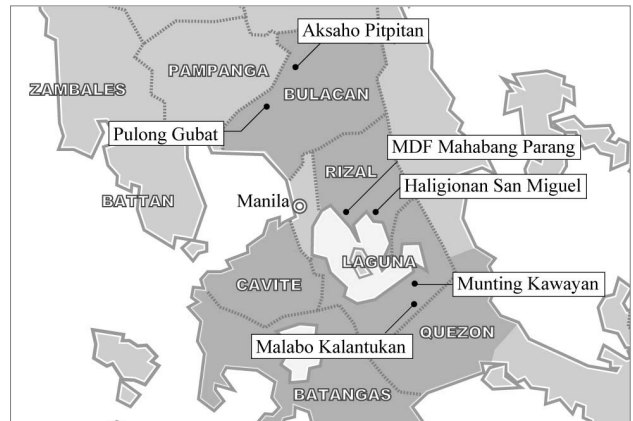 Aksaho Pitpitan
PAMPANGA
ZAMBALES
BULACAN
Pulong Gubat
MDF Mahabang Parang
RIZAL
Haligionan San Miguel
BATTAN
Manila
LAGUNA
CAVITE
Munting Kawayan
QUEZON
Malabo Kalantukan
BATANGAS